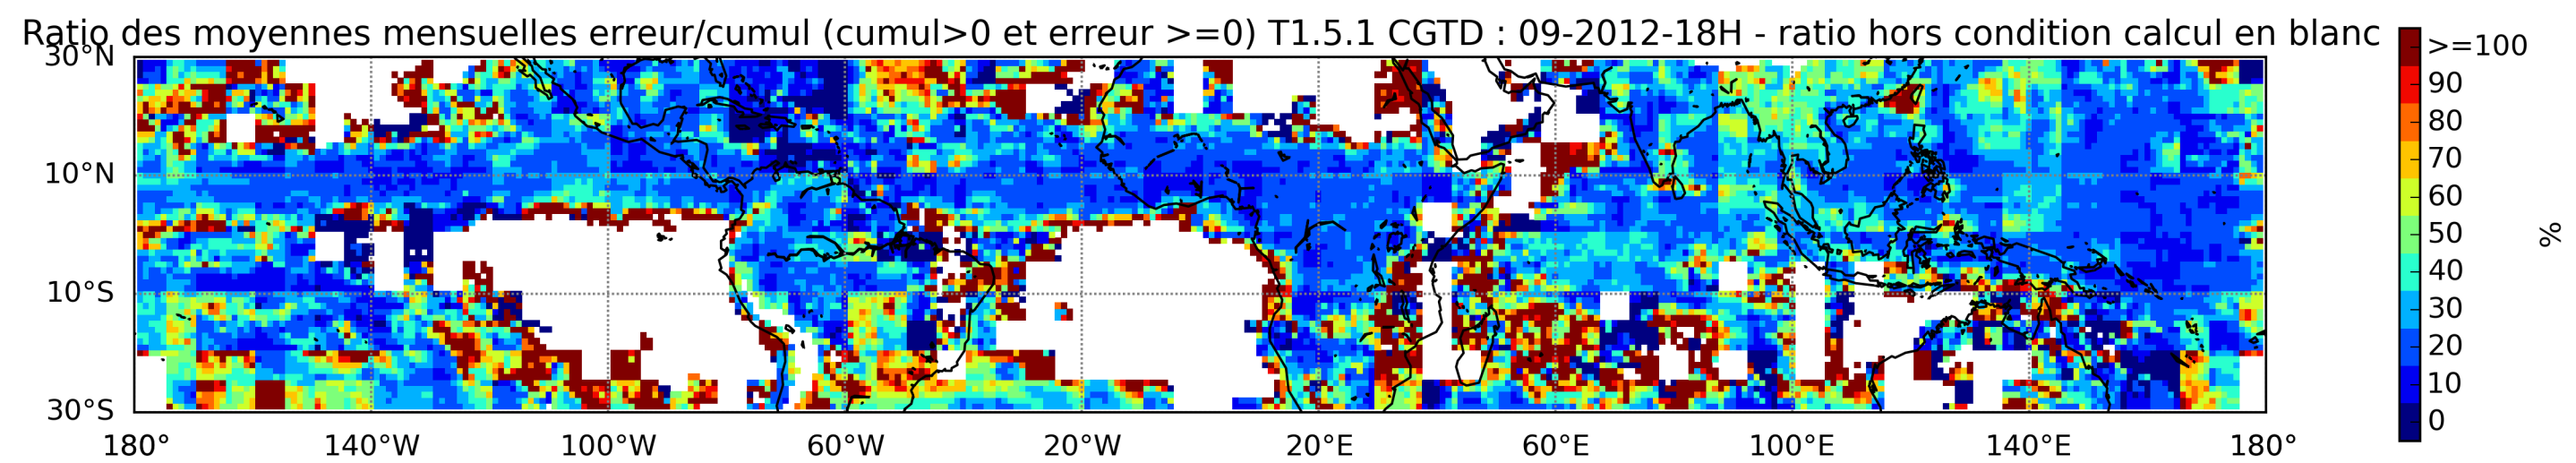 Ratio des moyennes mensuelles erreur/cumul (cumul>0 et erreur >=0) T1.5.1 CGTD : 09-2012-18H - ratio hors condition calcul en blanc
30°N
10°N
10°S
30°S
180°
140°W
100°W
60°W
20°W
20°E
60°E
100°E
140°E
180°
>=100
90
80
70
60
50
40
30
20
10
0
%